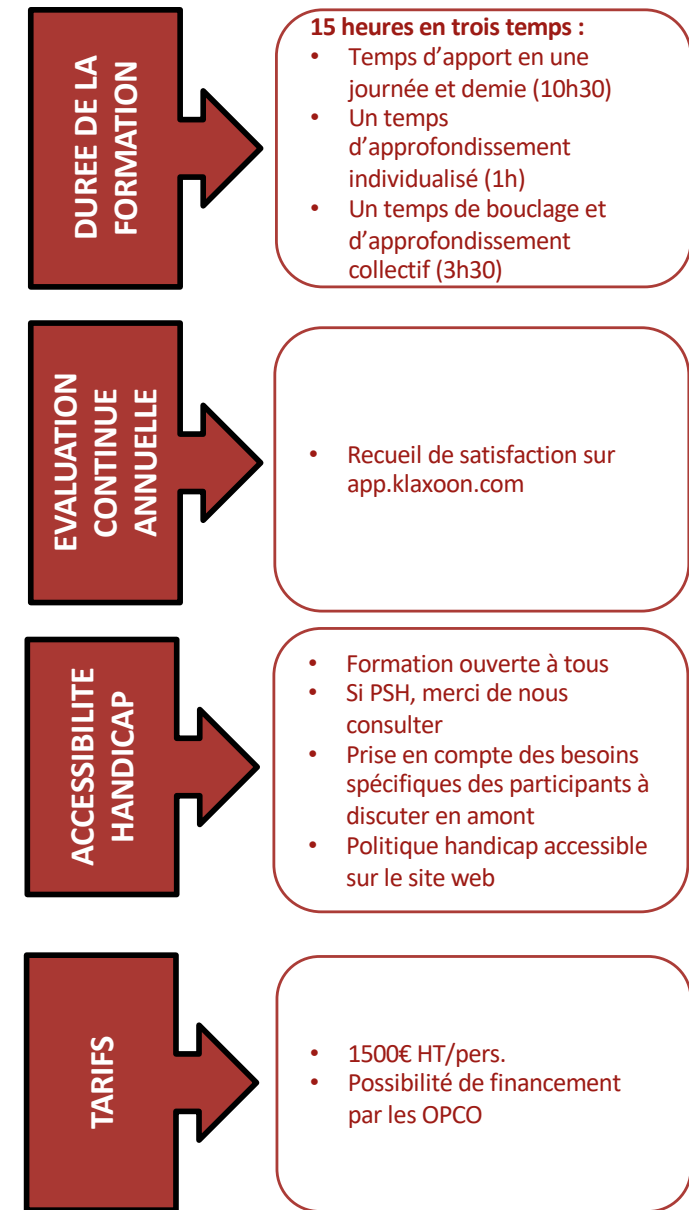 DUREE DE LA
FORMATION
15 heures en trois temps :
• Temps d’apport en une
journée et demie (10h30)
• Un temps
d’approfondissement
individualisé (1h)
• Un temps de bouclage et
d’approfondissement
collectif (3h30)
EVALUATION
CONTINUE
ANNUELLE
• Recueil de satisfaction sur
app.klaxoon.com
ACCESSIBILITE
HANDICAP
• Formation ouverte à tous
• Si PSH, merci de nous
consulter
• Prise en compte des besoins
spécifiques des participants à
discuter en amont
• Politique handicap accessible
sur le site web
TARIFS
• 1500€ HT/pers.
• Possibilité de financement
par les OPCO